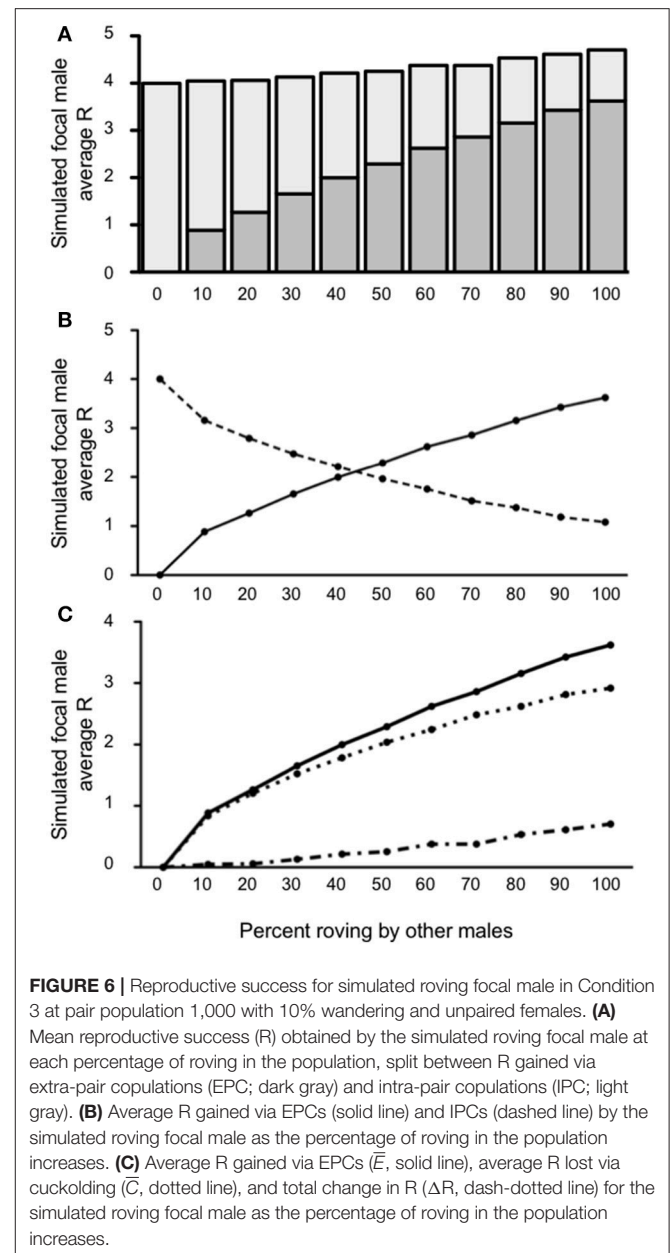 A
Simulated focal male
average R
5
4
3
2
1
0
0 10 20 30 40 50 60 70 80 90 100
B
Simulated focal male
average R
5
4
3
2
1
0
0 10 20 30 40 50 60 70 80 90 100
C
Simulated focal male
average R
4
3
2
1
0
0 10 20 30 40 50 60 70 80 90 100
Percent roving by other males
FIGURE 6 | Reproductive success for simulated roving focal male in Condition
3 at pair population 1,000 with 10% wandering and unpaired females. (A)
Mean reproductive success (R) obtained by the simulated roving focal male at
each percentage of roving in the population, split between R gained via
extra-pair copulations (EPC; dark gray) and intra-pair copulations (IPC; light
gray). (B) Average R gained via EPCs (solid line) and IPCs (dashed line) by the
simulated roving focal male as the percentage of roving in the population
increases. (C) Average R gained via EPCs (E̅, solid line), average R lost via
cuckolding (C̅, dotted line), and total change in R (ΔR, dash-dotted line) for the
simulated roving focal male as the percentage of roving in the population
increases.